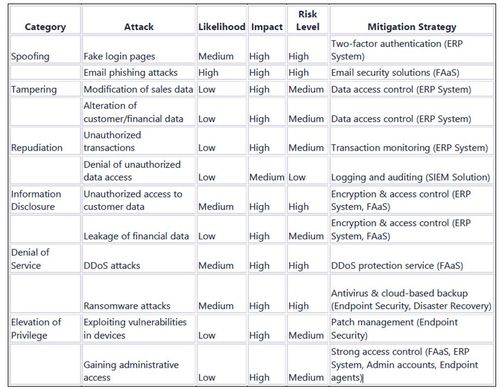 Category Attack Likelihood Impact Risk Level Mitigation Strategy
Spoofing Fake login pages Medium High High Two-factor authentication (ERP System)
Email phishing attacks High High High Email security solutions (FAaS)
Tampering Modification of sales data Low High Medium Data access control (ERP System)
Alteration of customer/financial data Low High Medium Data access control (ERP System)
Repudiation Unauthorized transactions Low High Medium Transaction monitoring (ERP System)
Denial of unauthorized data access Low Medium Low Logging and auditing (SIEM Solution)
Information Disclosure Unauthorized access to customer data Medium High High Encryption & access control (ERP System, FAaS)
Leakage of financial data Low High Medium Encryption & access control (ERP System, FAaS)
Denial of Service DDoS attacks Medium High High DDoS protection service (FAaS)
Ransomware attacks Medium High High Antivirus & cloud-based backup (Endpoint Security, Disaster Recovery)
Elevation of Privilege Exploiting vulnerabilities in devices Low High Medium Patch management (Endpoint Security)
Gaining administrative access Low High Medium Strong access control (FAaS, ERP System, Admin accounts, Endpoint agents)